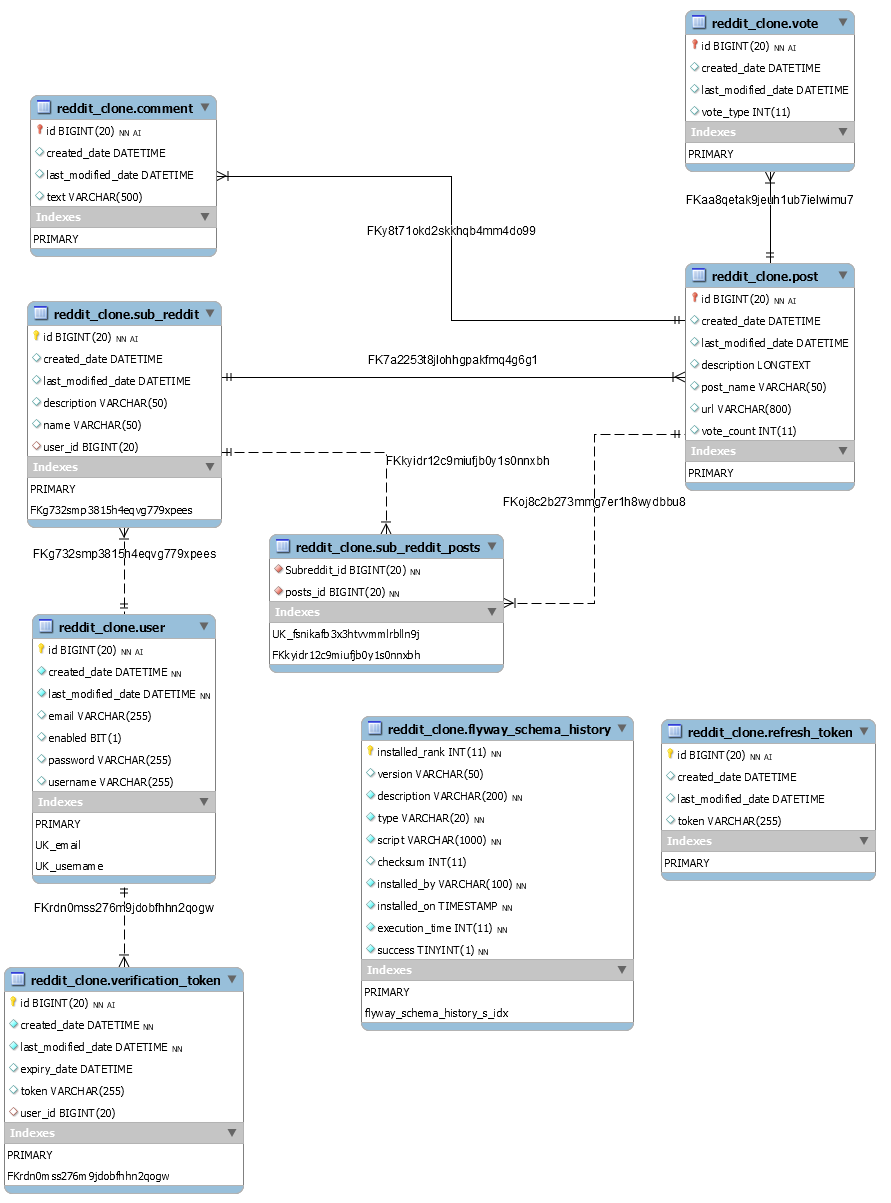 reddit_clone.vote
id BIGINT(20) NN AI
created_date DATETIME
last_modified_date DATETIME
vote_type INT(11)
Indexes
PRIMARY
reddit_clone.comment
id BIGINT(20) NN AI
created_date DATETIME
last_modified_date DATETIME
text VARCHAR(500)
Indexes
PRIMARY
FKaa8qetak9jeuh1ub7ielwimu7
FKy8t71okd2skkhqb4mm4do99
reddit_clone.post
id BIGINT(20) NN AI
created_date DATETIME
last_modified_date DATETIME
description LONGTEXT
post_name VARCHAR(50)
url VARCHAR(800)
vote_count INT(11)
Indexes
PRIMARY
reddit_clone.sub_reddit
id BIGINT(20) NN AI
created_date DATETIME
last_modified_date DATETIME
description VARCHAR(50)
name VARCHAR(50)
user_id BIGINT(20)
Indexes
PRIMARY
FKg732smp3815h4eqvg779xpees
FK7a2253t8jlohhgpakfmq4g6g1
FKkyidr12c9miufjb0y1s0nnxbh
FKoj8c2b273mmg7er1h8wydbbu8
FKg732smp3815h4eqvg779xpees
reddit_clone.sub_reddit_posts
Subreddit_id BIGINT(20) NN
posts_id BIGINT(20) NN
Indexes
UK_fsnikafb3x3htvvmmlrblln9j
FKkyidr12c9miufjb0y1s0nnxbh
reddit_clone.user
id BIGINT(20) NN AI
created_date DATETIME NN
last_modified_date DATETIME NN
email VARCHAR(255)
enabled BIT(1)
password VARCHAR(255)
username VARCHAR(255)
Indexes
PRIMARY
UK_email
UK_username
reddit_clone.flyway_schema_history
installed_rank INT(11) NN
version VARCHAR(50)
description VARCHAR(200) NN
type VARCHAR(20) NN
script VARCHAR(1000) NN
checksum INT(11)
installed_by VARCHAR(100) NN
installed_on TIMESTAMP NN
execution_time INT(11) NN
success TINYINT(1) NN
Indexes
PRIMARY
flyway_schema_history_s_idx
reddit_clone.refresh_token
id BIGINT(20) NN AI
created_date DATETIME
last_modified_date DATETIME
token VARCHAR(255)
Indexes
PRIMARY
FKrdn0mss276m9jdobfhhn2qogw
reddit_clone.verification_token
id BIGINT(20) NN AI
created_date DATETIME NN
last_modified_date DATETIME NN
expiry_date DATETIME
token VARCHAR(255)
user_id BIGINT(20)
Indexes
PRIMARY
FKrdn0mss276m9jdobfhhn2qogw